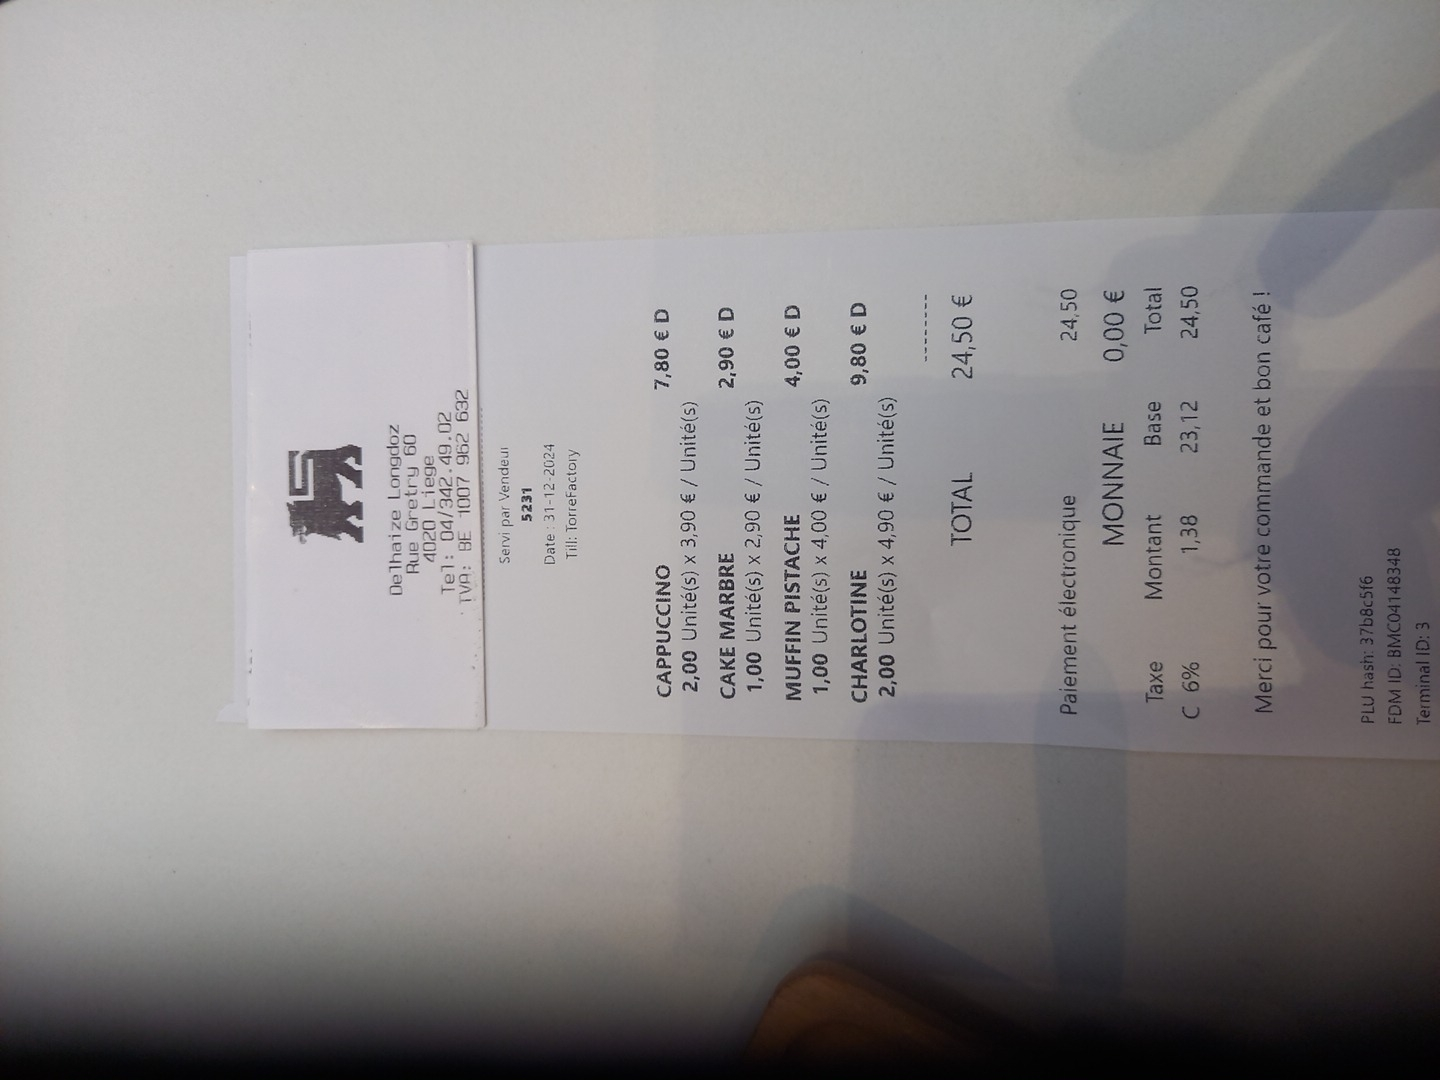 Delhaize Longdoz
Rue Gretry 60
4020 Liege
Tel: 04/342.49.02
TVA: BE 1007 962 632
Servi par Vendeur
5231
Date : 31-12-2024
Till: TorreFactory
CAPPUCCINO 7,80 € D
2,00 Unité(s) x 3,90 € / Unité(s)
CAKE MARBRE 2,90 € D
1,00 Unité(s) x 2,90 € / Unité(s)
MUFFIN PISTACHE 4,00 € D
1,00 Unité(s) x 4,00 € / Unité(s)
CHARLOTINE 9,80 € D
2,00 Unité(s) x 4,90 € / Unité(s)
--------
TOTAL 24,50 €
Paiement électronique 24,50
MONNAIE 0,00 €
Taxe Montant Base Total
C 6% 1,38 23,12 24,50
Merci pour votre commande et bon café !
PLU hash: 37b8c5f6
FDM ID: BMC04148348
Terminal ID: 3